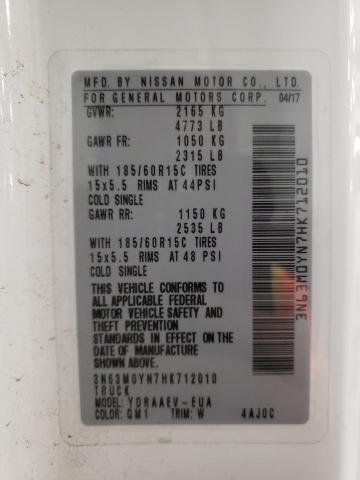 MFD. BY NISSAN MOTOR CO., LTD.
FOR GENERAL MOTORS CORP. 04/17
GVWR: 2165 KG
4773 LB
GAWR FR: 1050 KG
2315 LB
WITH 185/60R15C TIRES
15x5.5 RIMS AT 44PSI
COLD SINGLE
GAWR RR: 1150 KG
2535 LB
WITH 185/60R15C TIRES
15x5.5 RIMS AT 48 PSI
COLD SINGLE
THIS VEHICLE CONFORMS TO
ALL APPLICABLE FEDERAL
MOTOR VEHICLE SAFETY AND
THEFT PREVENTION
STANDARDS IN EFFECT ON THE
DATE OF MANUFACTURE SHOWN
ABOVE.
3N63M0YN7HK712010
TRUCK
MODEL: YDRAAEV-EUA
COLOR: QM1 TRIM: W 4AJ0C
3N63M0YN7HK712010